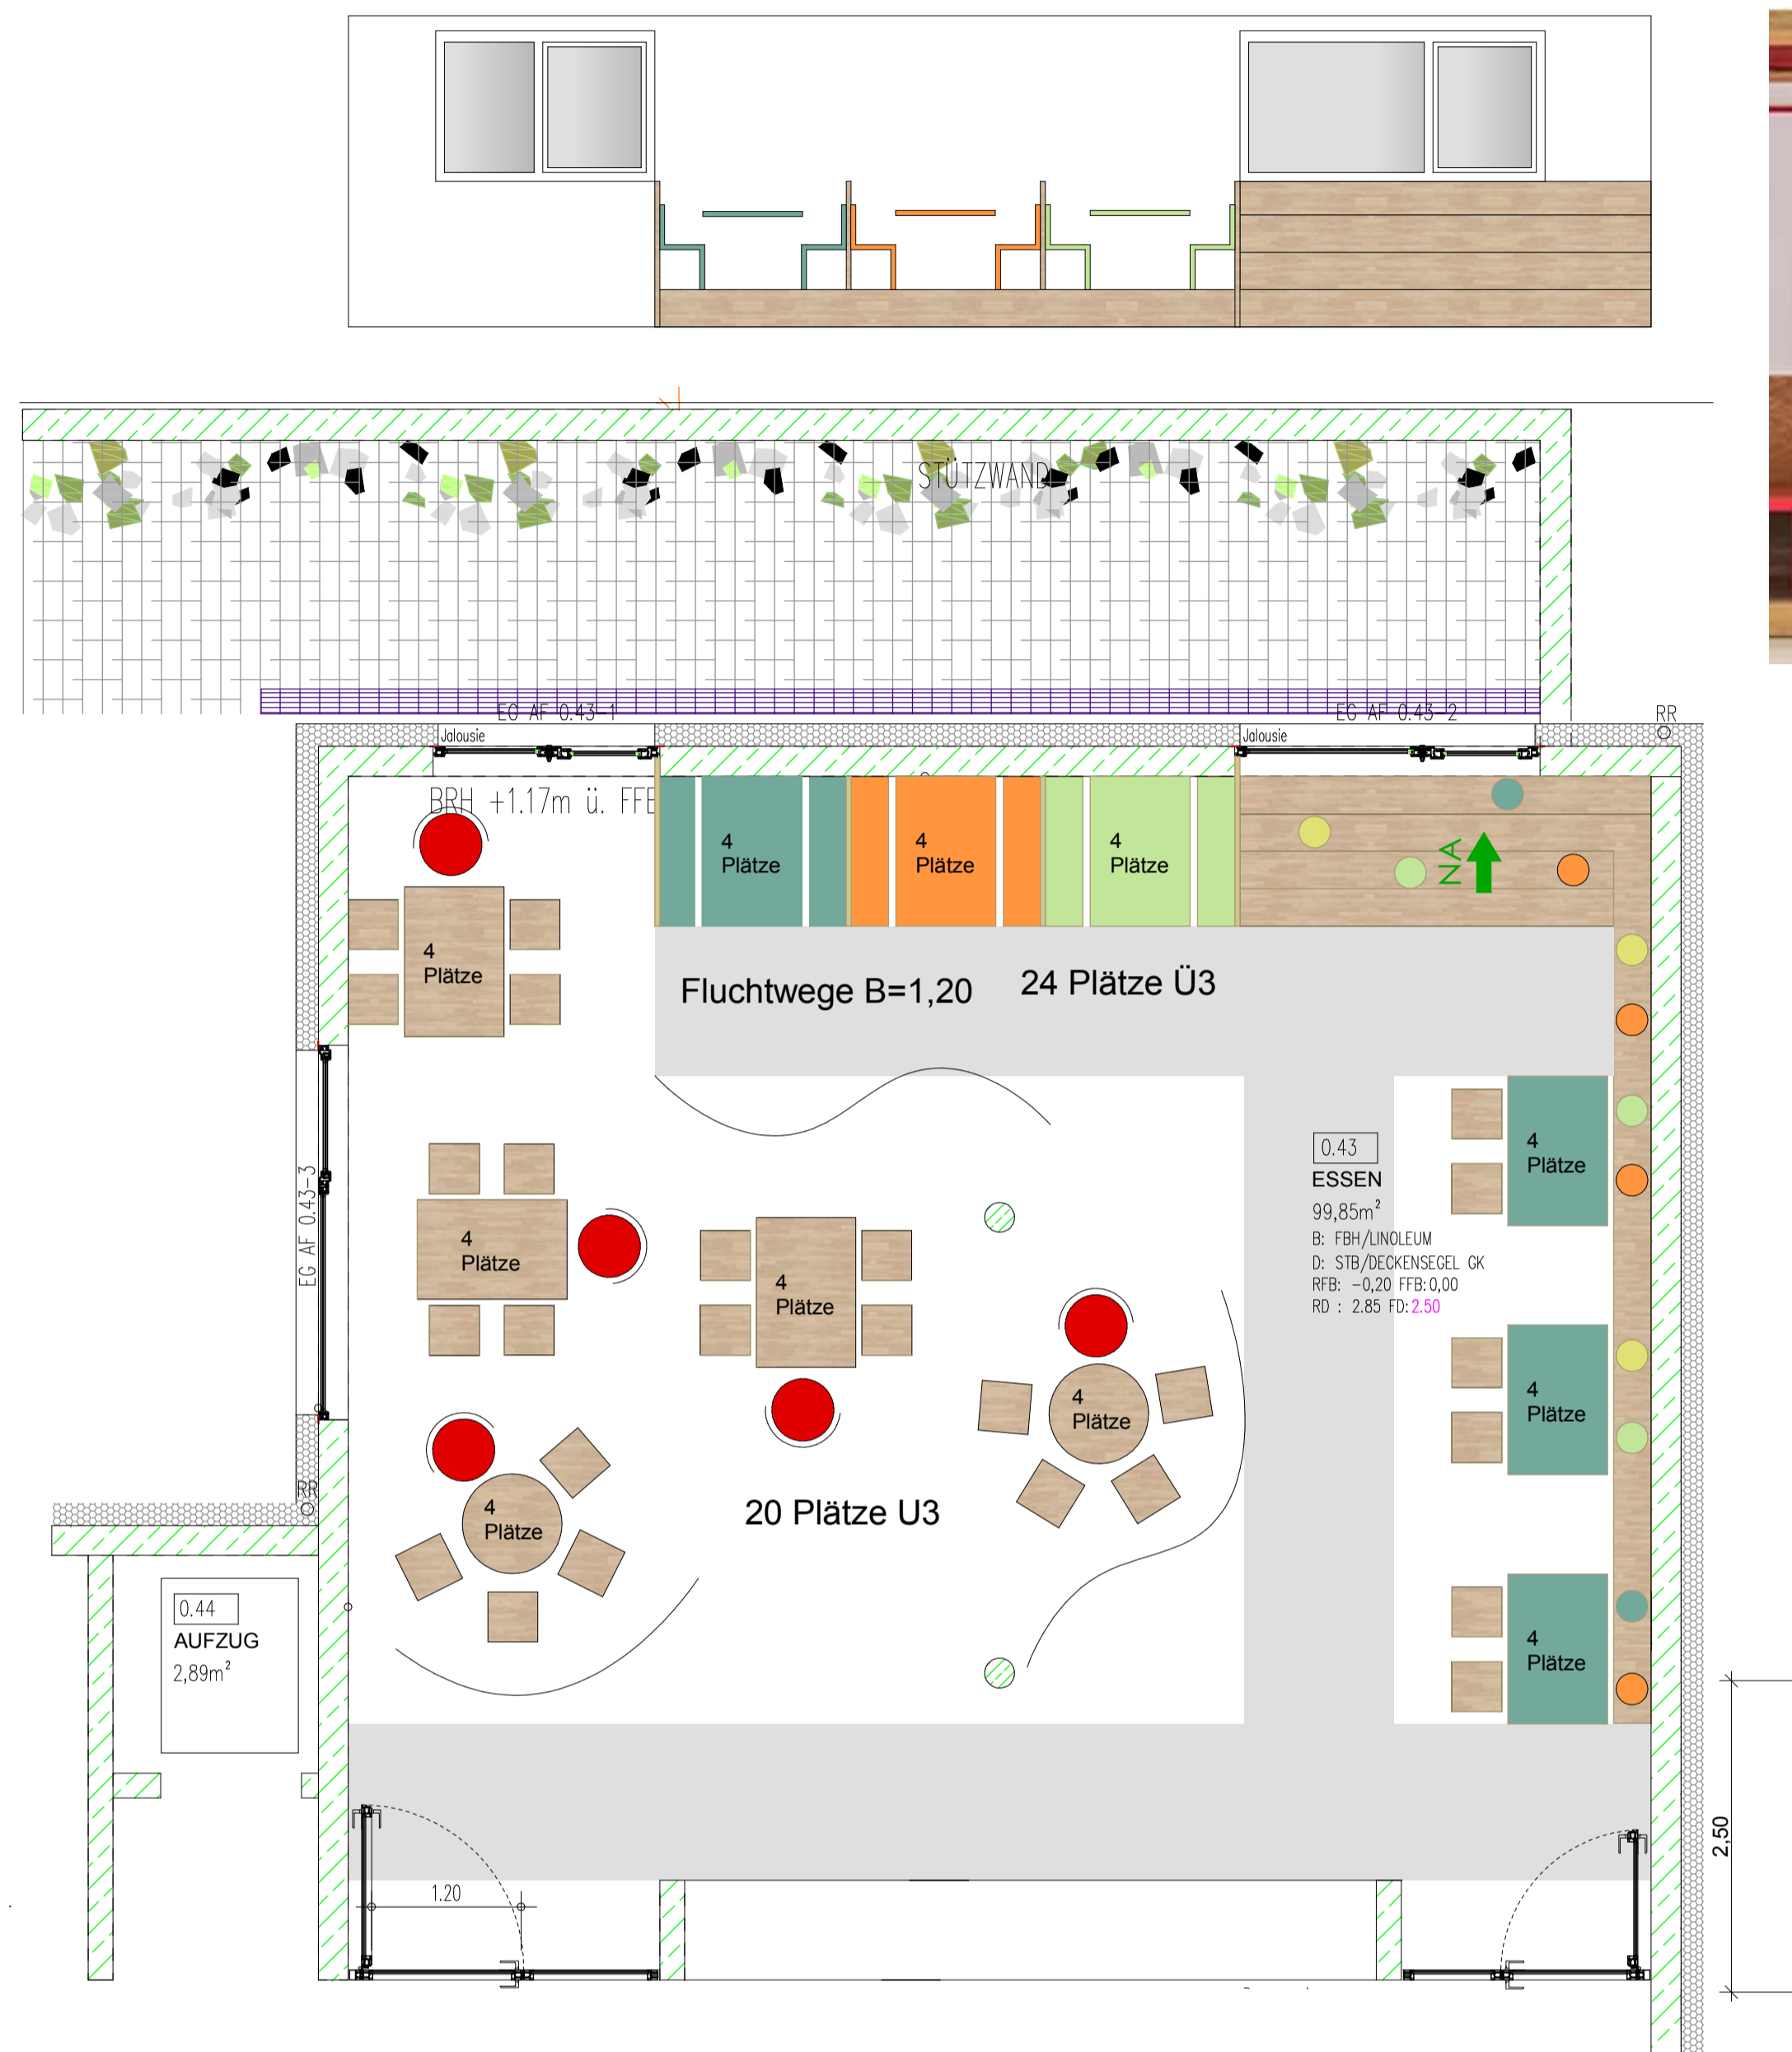 STÜTZWAND
EG AF 0.43-1
EG AF 0.43-2
RR
Jalousie
Jalousie
BRH +1.17m ü. FFB
4
Plätze
4
Plätze
4
Plätze
NA
4
Plätze
Fluchtwege B=1,20
24 Plätze Ü3
EG AF 0.43-3
0.43
ESSEN
99,85m²
B: FBH/LINOLEUM
D: STB/DECKENSEGEL GK
RFB: -0,20 FFB: 0,00
RD : 2.85 FD: 2.50
4
Plätze
4
Plätze
4
Plätze
4
Plätze
4
Plätze
4
Plätze
RR
20 Plätze U3
0.44
AUFZUG
2,89m²
4
Plätze
2,50
1.20